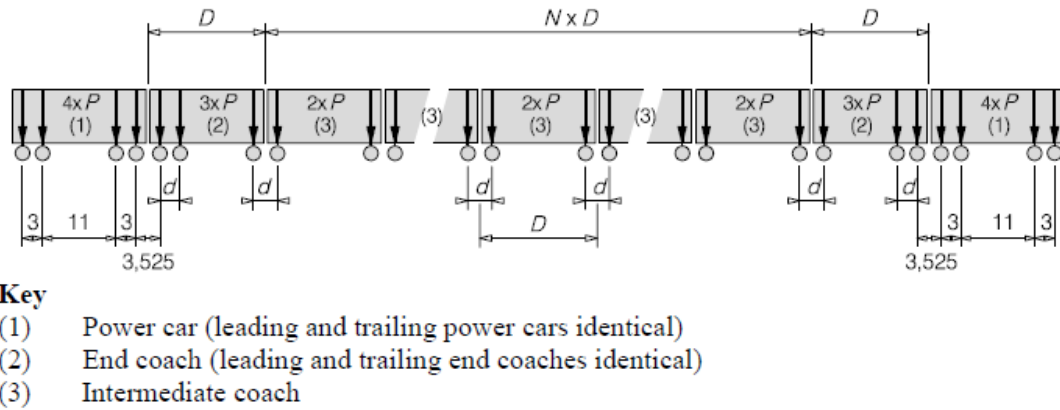 D N x D D
4x P 3x P 2x P 2x P 2x P 3x P 4x P
(1) (2) (3) (3) (3) (3) (3) (2) (1)
d d d d d d
3 11 3 D 3 11 3
3,525 3,525
Key
(1) Power car (leading and trailing power cars identical)
(2) End coach (leading and trailing end coaches identical)
(3) Intermediate coach